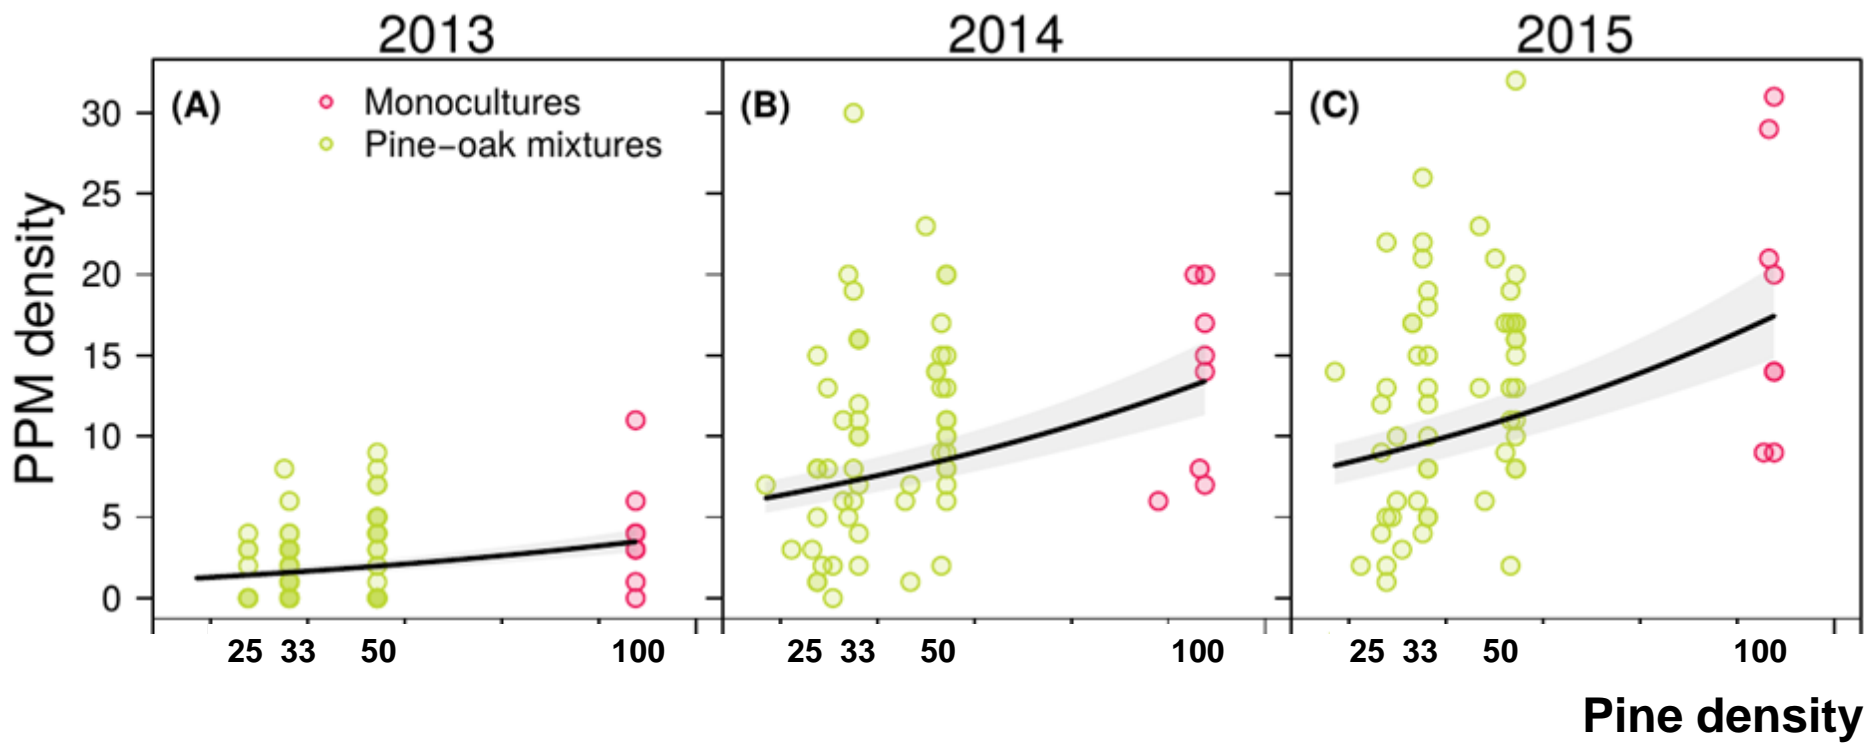 2013 2014 2015
(A) Monocultures
Pine−oak mixtures
(B)
(C)
PPM density
30
25
20
15
10
5
0
25 33 50 100
25 33 50 100
25 33 50 100
Pine density